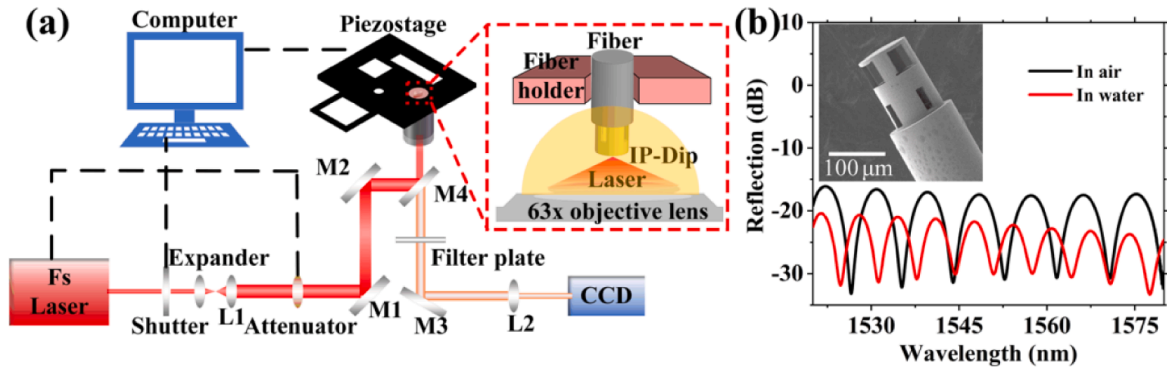 (a)
Computer
Piezostage
Fiber
Fiber
holder
IP-Dip
Laser
63x objective lens
M2
M4
Filter plate
Fs
Laser
Expander
Shutter
L1
Attenuator
M1
M3
L2
CCD
(b)
Reflection (dB)
10
0
-10
-20
-30
In air
In water
100 μm
1530
1545
1560
1575
Wavelength (nm)